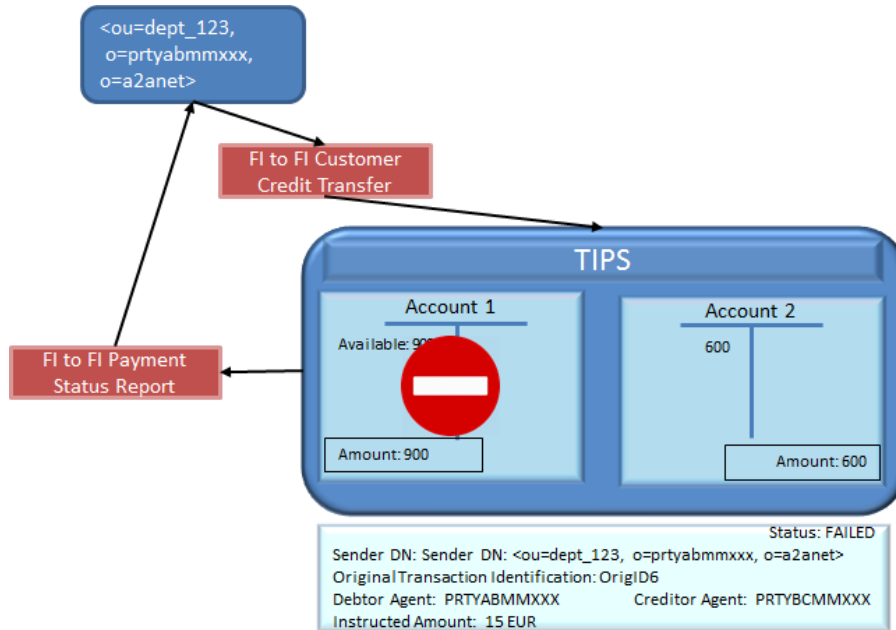 <ou=dept_123,
o=prtyabmmxxx,
o=a2anet>
FI to FI Customer
Credit Transfer
TIPS
Account 1
Available: 900
Amount: 900
Account 2
600
Amount: 600
FI to FI Payment
Status Report
Status: FAILED
Sender DN: Sender DN: <ou=dept_123, o=prtyabmmxxx, o=a2anet>
Original Transaction Identification: OrigID6
Debtor Agent: PRTYABMMXXX Creditor Agent: PRTYBCMMXXX
Instructed Amount: 15 EUR